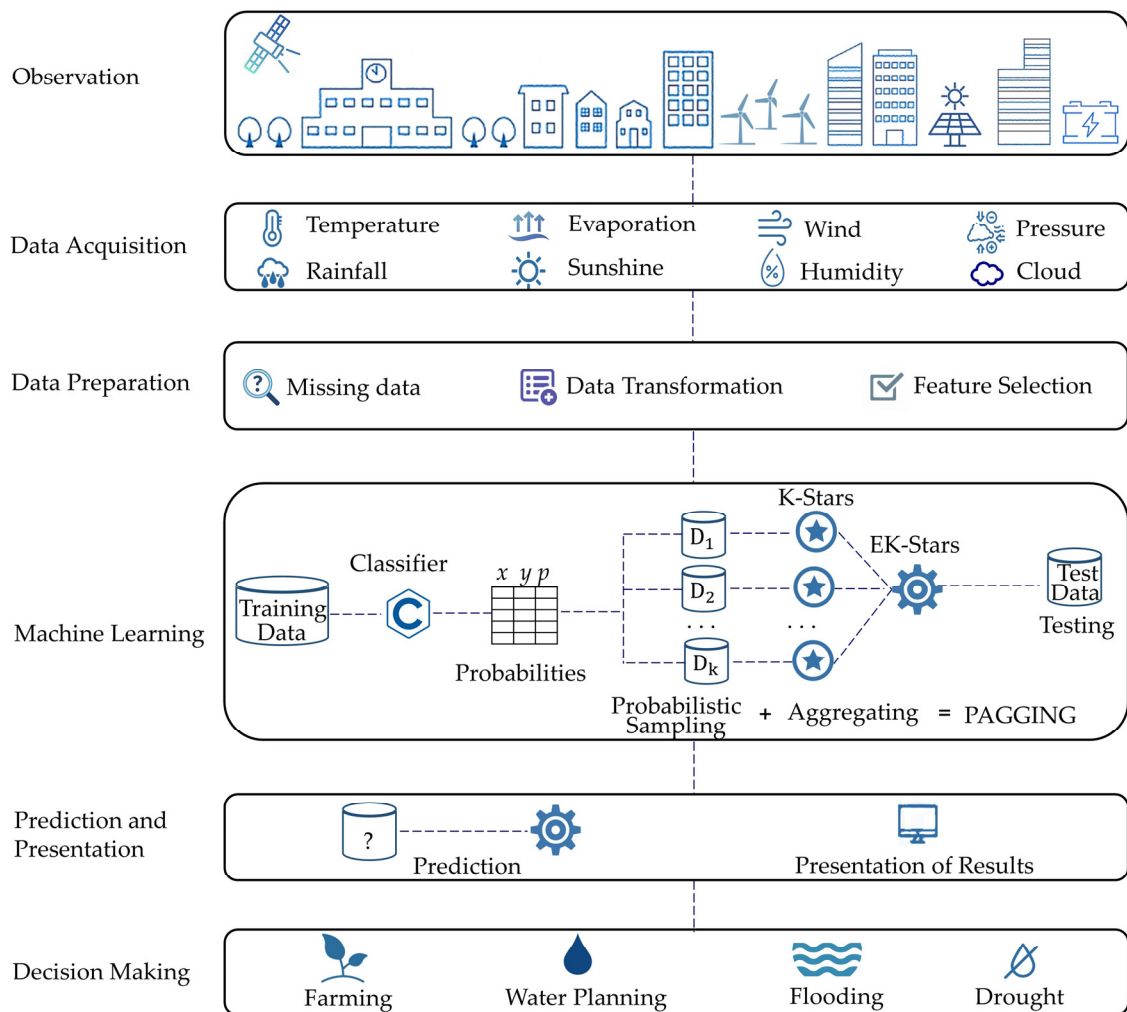 Observation
Data Acquisition
Temperature
Evaporation
Wind
Pressure
Rainfall
Sunshine
%
Humidity
Cloud
Data Preparation
?
Missing data
Data Transformation
Feature Selection
Machine Learning
Training
Data
Classifier
C
x y p
Probabilities
D1
D2
...
Dk
K-Stars
...
EK-Stars
Test
Data
Testing
Probabilistic
Sampling
+ Aggregating = PAGGING
Prediction and
Presentation
?
Prediction
Presentation of Results
Decision Making
Farming
Water Planning
Flooding
Drought